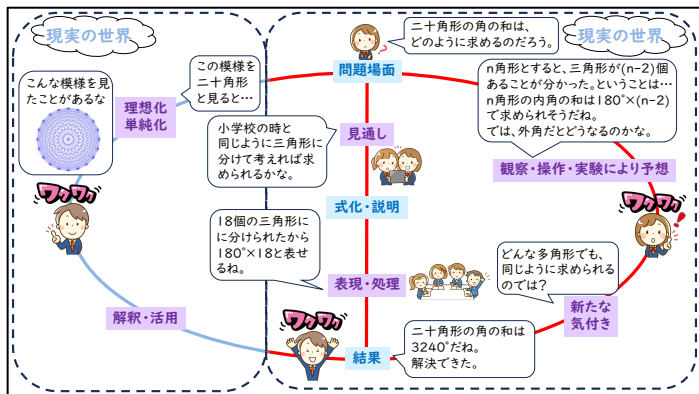 現実の世界
こんな模様を見
たことがあるな
理想化
単純化
この模様を
二十角形
と見ると…
ワクワク
解釈・活用
現実の世界
二十角形の角の和は、
どのように求めるのだろう。
問題場面
見通し
小学校の時と
同じように三角形に
分けて考えれば求
められるかな。
式化・説明
18個の三角形に
に分けられたから
180°×18と表せ
るね。
表現・処理
ワクワク
結果
二十角形の角の和は
3240°だね。
解決できた。
n角形とすると、三角形が(n-2)個
あることが分かった。ということは…
n角形の内角の和は180°×(n-2)
で求められそうだね。
では、外角だとどうなるのかな。
観察・操作・実験により予想
ワクワク
どんな多角形でも、
同じように求められる
のでは?
新たな
気付き